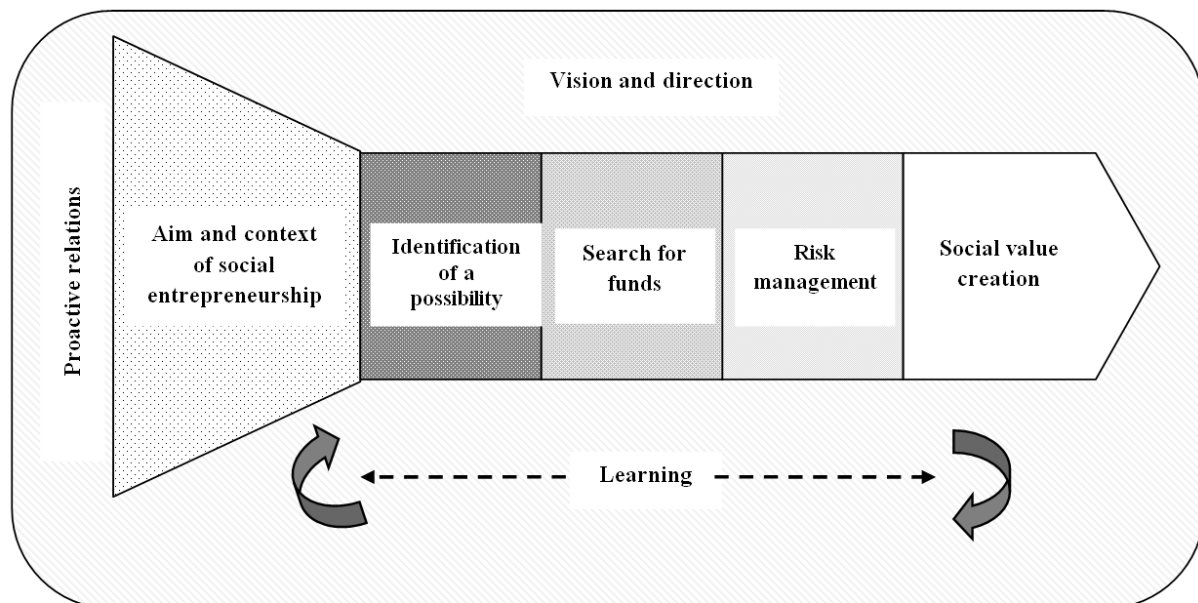 Vision and direction
Proactive relations
Aim and context
of social
entrepreneurship
Identification
of a
possibility
Search for
funds
Risk
management
Social value
creation
Learning